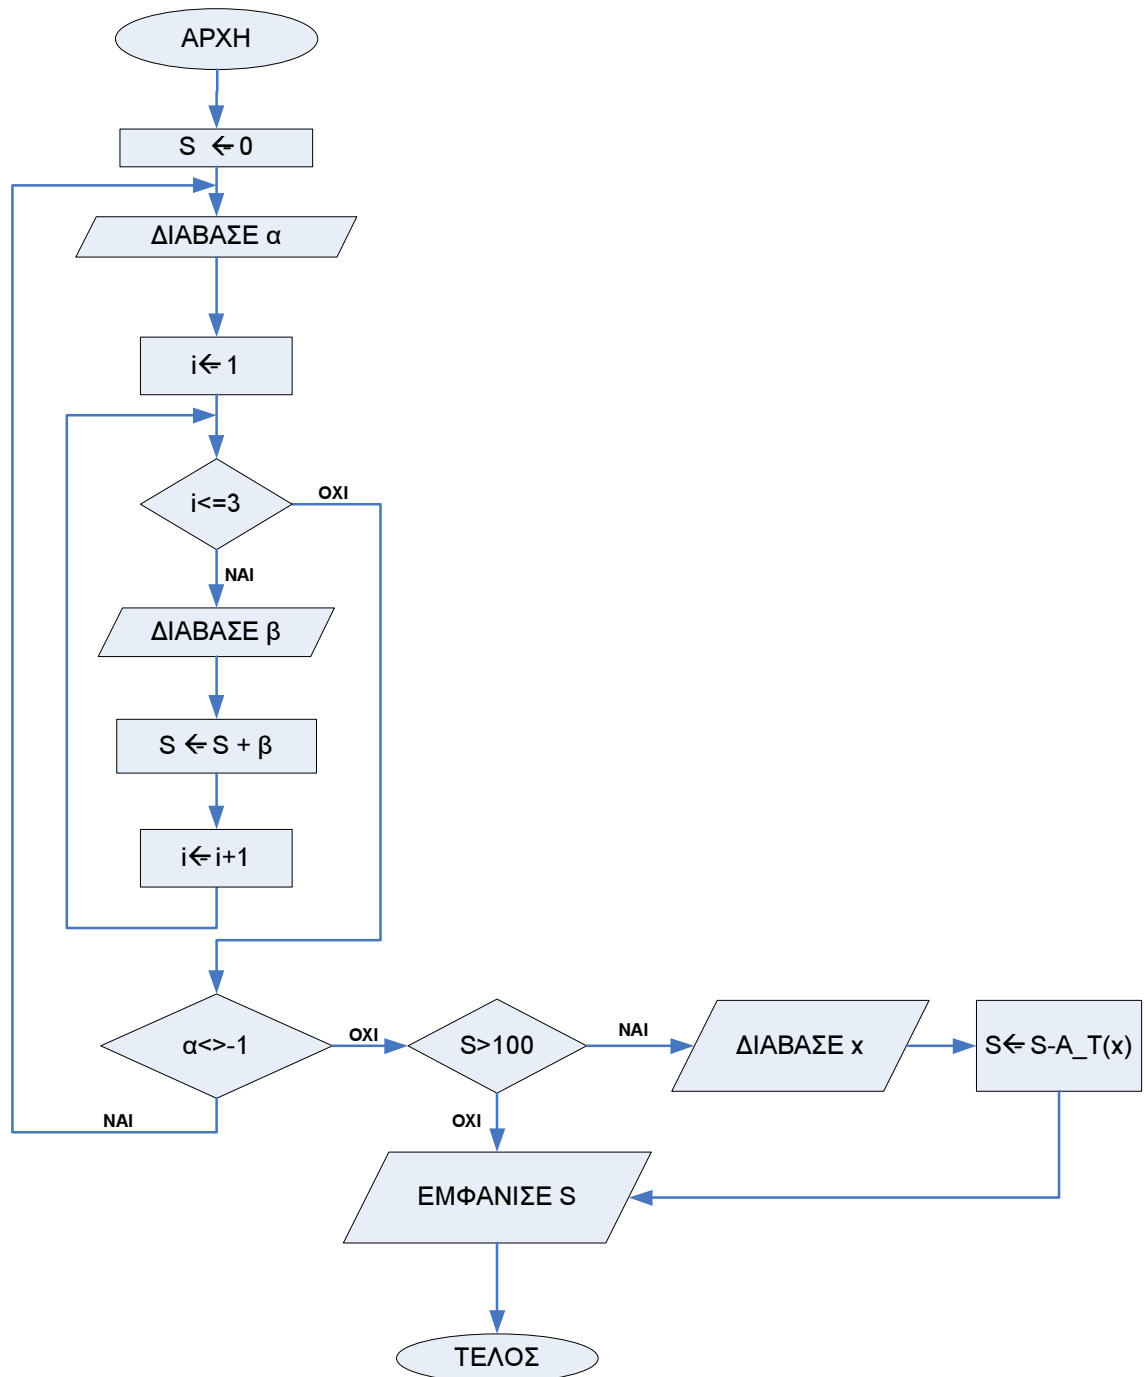 ΑΡΧΗ
S ← 0
ΔΙΑΒΑΣΕ α
i← 1
i<=3
ΟΧΙ
ΝΑΙ
ΔΙΑΒΑΣΕ β
S ← S + β
i← i+1
α<>-1
ΟΧΙ
S>100
ΝΑΙ
ΔΙΑΒΑΣΕ x
S← S-A_T(x)
ΝΑΙ
ΟΧΙ
ΕΜΦΑΝΙΣΕ S
ΤΕΛΟΣ